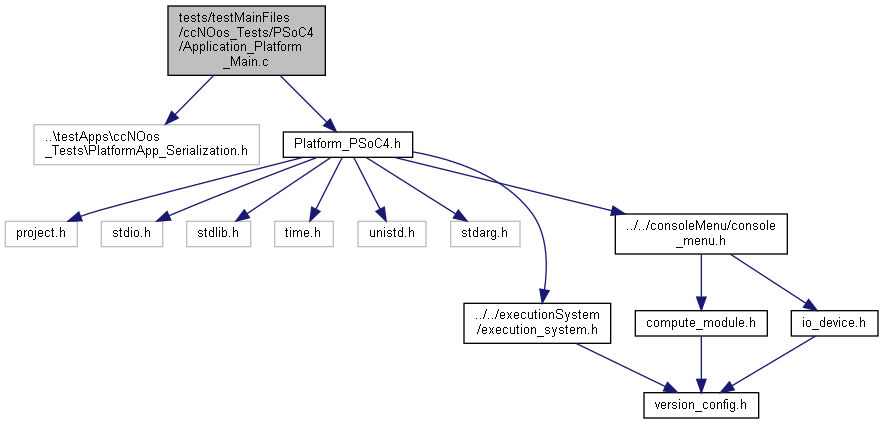 tests/testMainFiles
/ccNOos_Tests/PSoC4
/Application_Platform
_Main.c
..\testApps\ccNOos
_Tests\PlatformApp_Serialization.h
Platform_PSoC4.h
project.h
stdio.h
stdlib.h
time.h
unistd.h
stdarg.h
../../consoleMenu/console
_menu.h
../../executionSystem
/execution_system.h
compute_module.h
io_device.h
version_config.h